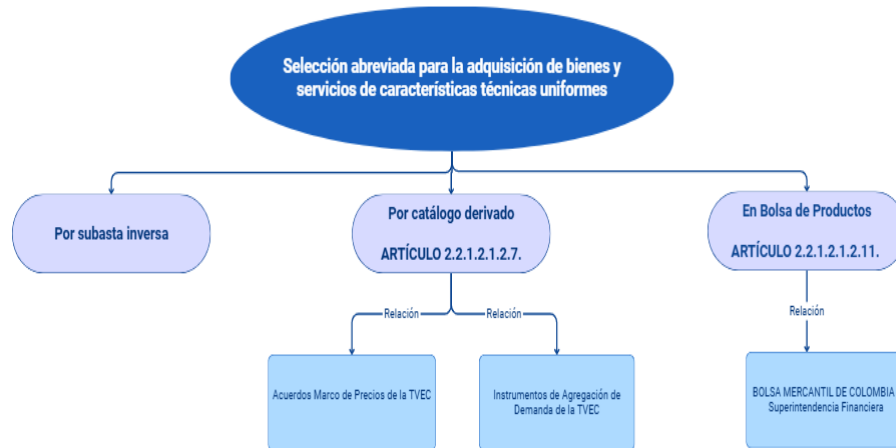 Selección abreviada para la adquisición de bienes y
servicios de características técnicas uniformes
Por subasta inversa
Por catálogo derivado
ARTÍCULO 2.2.1.2.1.2.7.
En Bolsa de Productos
ARTÍCULO 2.2.1.2.1.2.11.
Relación
Relación
Relación
Acuerdos Marco de Precios de la TVEC
Instrumentos de Agregación de
Demanda de la TVEC
BOLSA MERCANTIL DE COLOMBIA
Superintendencia Financiera